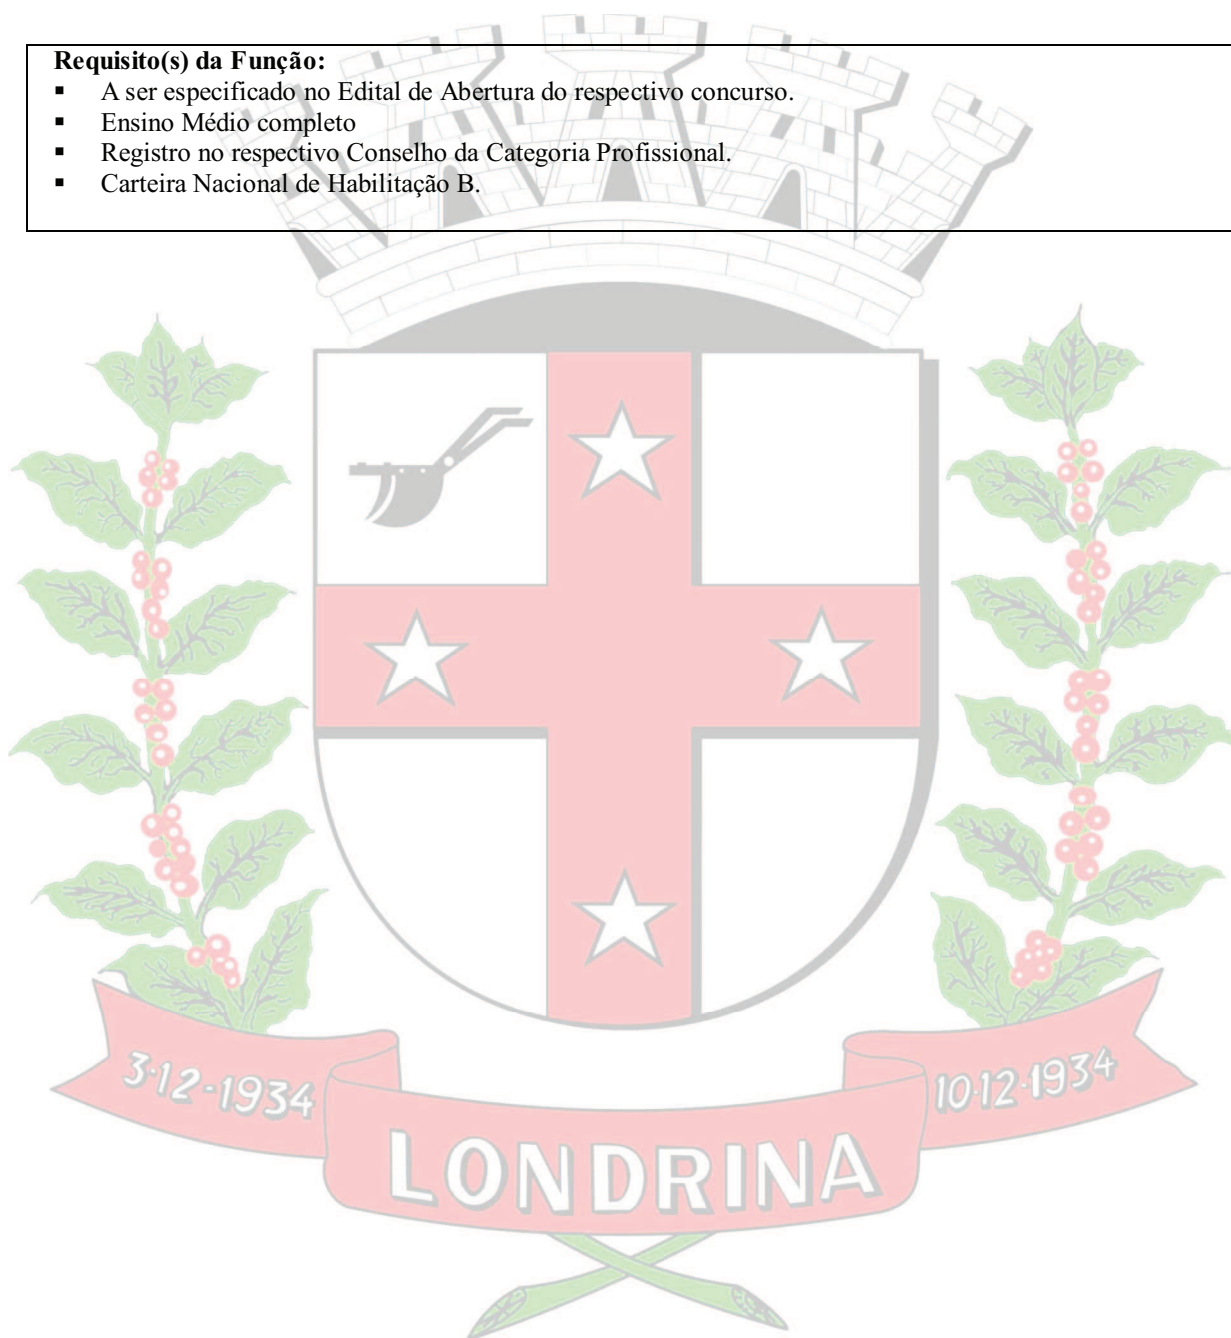 Requisito(s) da Função:
▪ A ser especificado no Edital de Abertura do respectivo concurso.
▪ Ensino Médio completo
▪ Registro no respectivo Conselho da Categoria Profissional.
▪ Carteira Nacional de Habilitação B.
3-12-1934
10-12-1934
LONDRINA